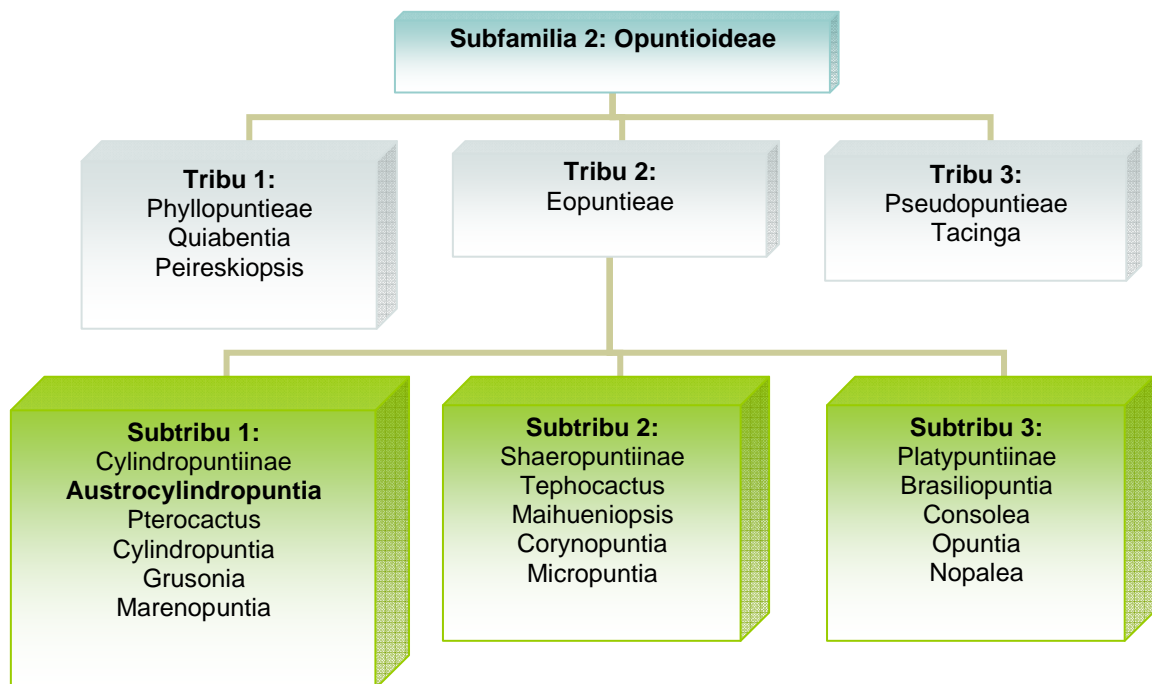 Subfamilia 2: Opuntioideae
Tribu 1:
Phyllopuntieae
Quiabentia
Peireskiopsis
Tribu 2:
Eopuntieae
Tribu 3:
Pseudopuntieae
Tacinga
Subtribu 1:
Cylindropuntiinae
Austrocylindropuntia
Pterocactus
Cylindropuntia
Grusonia
Marenopuntia
Subtribu 2:
Shaeropuntiinae
Tephocactus
Maihueniopsis
Corynopuntia
Micropuntia
Subtribu 3:
Platypuntiinae
Brasiliopuntia
Consolea
Opuntia
Nopalea